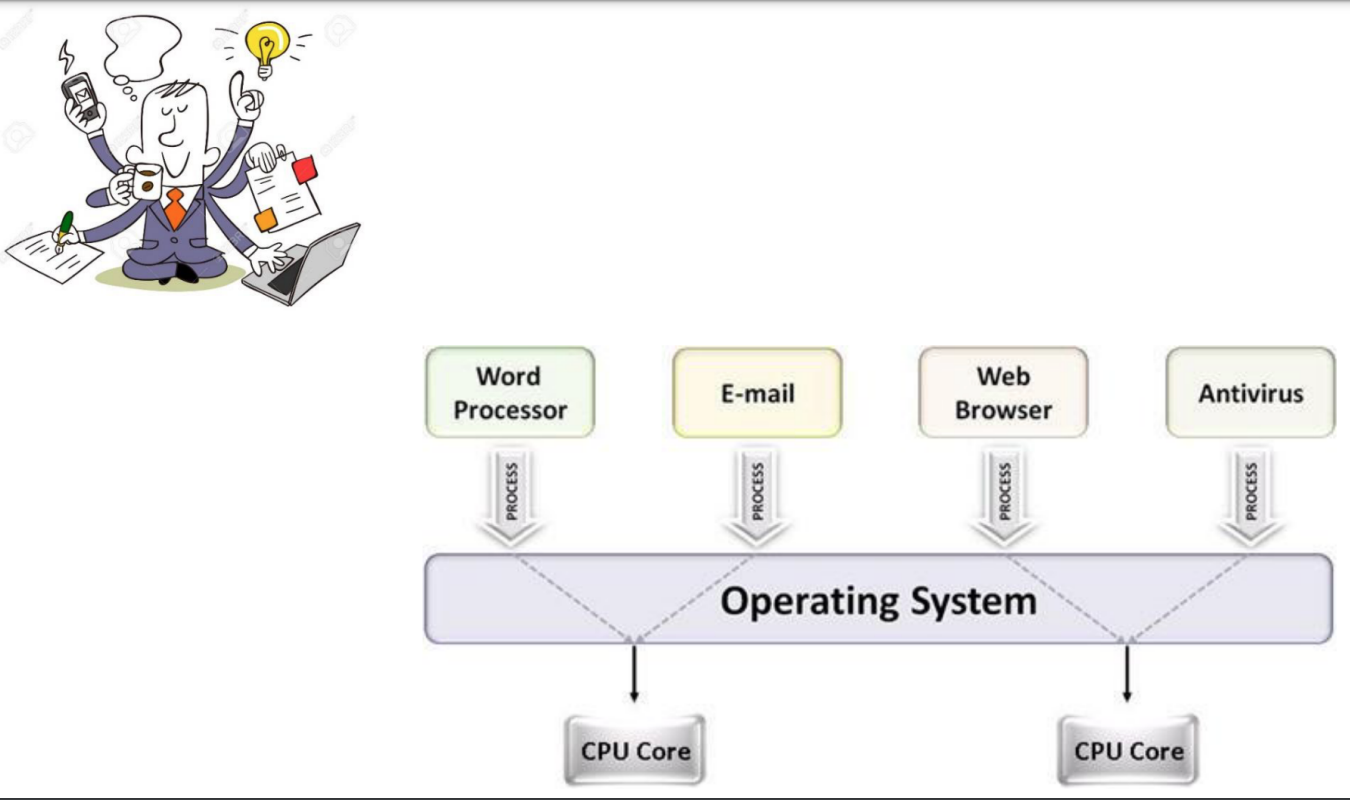 Word
Processor
E-mail
Web
Browser
Antivirus
PROCESS
PROCESS
PROCESS
PROCESS
Operating System
CPU Core
CPU Core